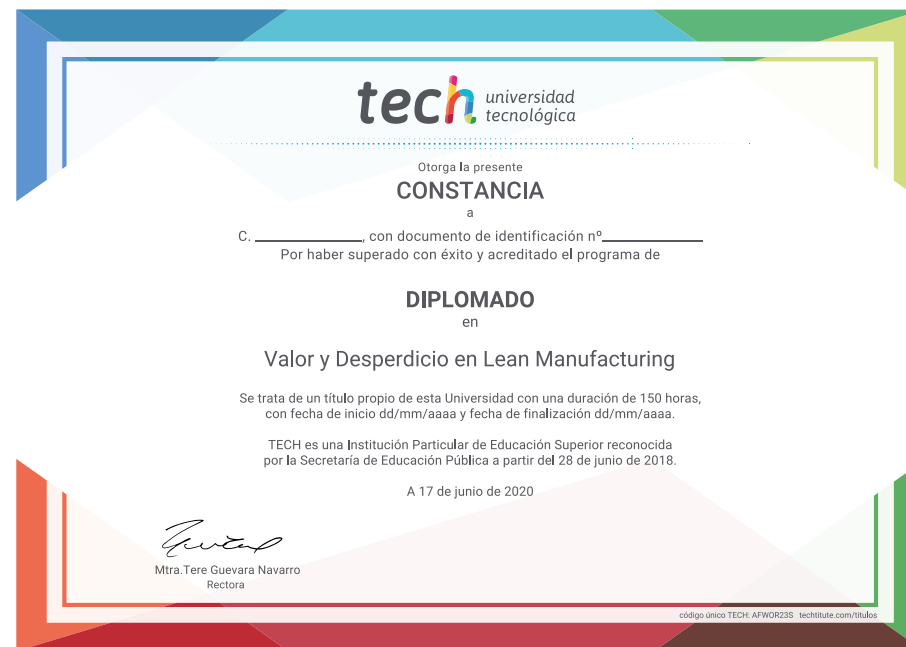 tech universidad
tecnológica
Otorga la presente
CONSTANCIA
a
C. ______________, con documento de identificación nº_____________
Por haber superado con éxito y acreditado el programa de
DIPLOMADO
en
Valor y Desperdicio en Lean Manufacturing
Se trata de un título propio de esta Universidad con una duración de 150 horas,
con fecha de inicio dd/mm/aaaa y fecha de finalización dd/mm/aaaa.
TECH es una Institución Particular de Educación Superior reconocida
por la Secretaría de Educación Pública a partir del 28 de junio de 2018.
A 17 de junio de 2020
Mtra.Tere Guevara Navarro
Rectora
código único TECH: AFWOR23S techtitute.com/titulos